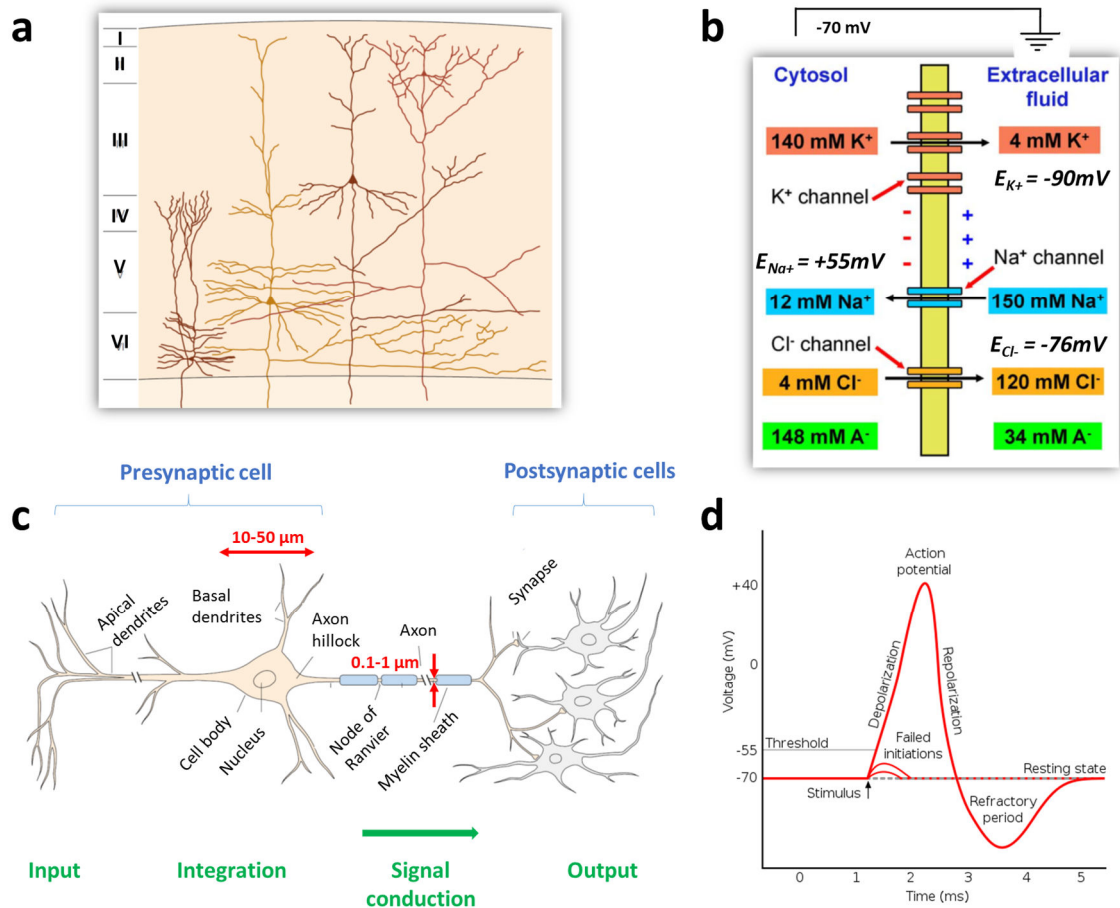 a
I
II
III
IV
V
VI
b
-70 mV
Cytosol
Extracellular
fluid
140 mM K⁺
4 mM K⁺
K⁺ channel
E_K+ = -90mV
- +
- +
- +
E_Na+ = +55mV
Na⁺ channel
12 mM Na⁺
150 mM Na⁺
Cl⁻ channel
E_Cl- = -76mV
4 mM Cl⁻
120 mM Cl⁻
148 mM A⁻
34 mM A⁻
c
Presynaptic cell
Postsynaptic cells
10-50 µm
Apical
dendrites
Basal
dendrites
Axon
hillock
Axon
0.1-1 µm
Synapse
Cell body
Nucleus
Node of
Ranvier
Myelin sheath
Input
Integration
Signal
conduction
Output
d
Action
potential
+40
Voltage (mV)
0
Depolarization
Repolarization
-55
Threshold
Failed
initiations
-70
Resting state
Stimulus
Refractory
period
0
1
2
3
4
5
Time (ms)